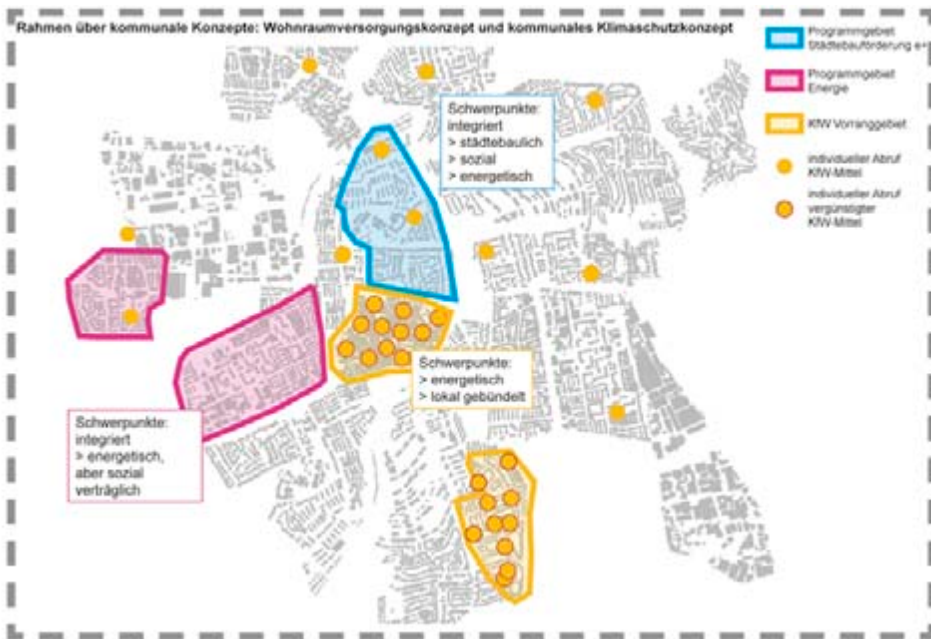 Rahmen über kommunale Konzepte: Wohnraumversorgungskonzept und kommunales Klimaschutzkonzept
Programmgebiet
Städtebauförderung e+
Programmgebiet
Energie
KfW Vorranggebiet
individueller Abruf
KfW-Mittel
individueller Abruf
vergünstigter
KfW-Mittel
Schwerpunkte:
integriert
> städtebaulich
> sozial
> energetisch
Schwerpunkte:
> energetisch
> lokal gebündelt
Schwerpunkte:
integriert
> energetisch,
aber sozial
verträglich